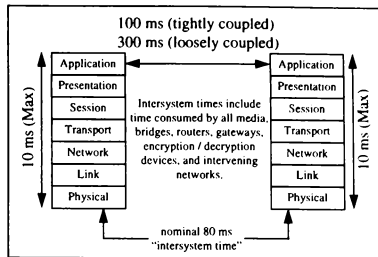 100 ms (tightly coupled)
300 ms (loosely coupled)
10 ms (Max)
Application
Presentation
Session
Transport
Network
Link
Physical
Intersystem times include
time consumed by all media,
bridges, routers, gateways,
encryption / decryption
devices, and intervening
networks.
Application
Presentation
Session
Transport
Network
Link
Physical
10 ms (Max)
nominal 80 ms
"intersystem time"